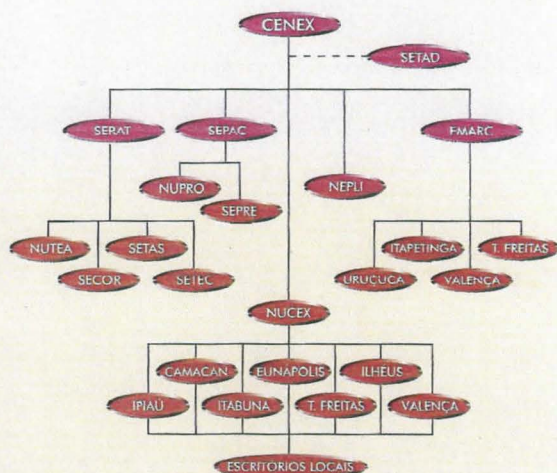 CENEX
SETAD
SERAT
SEPAC
EMARC
NUPRO
NEPLI
SEPRE
NUTEA
SETAS
ITAPETINGA
T. FREITAS
SECOR
SETEC
URUÇUCA
VALENÇA
NUCEX
CAMACAN
EUNÁPOLIS
ILHÉUS
IPIAÚ
ITABUNA
T. FREITAS
VALENÇA
ESCRITÓRIOS LOCAIS